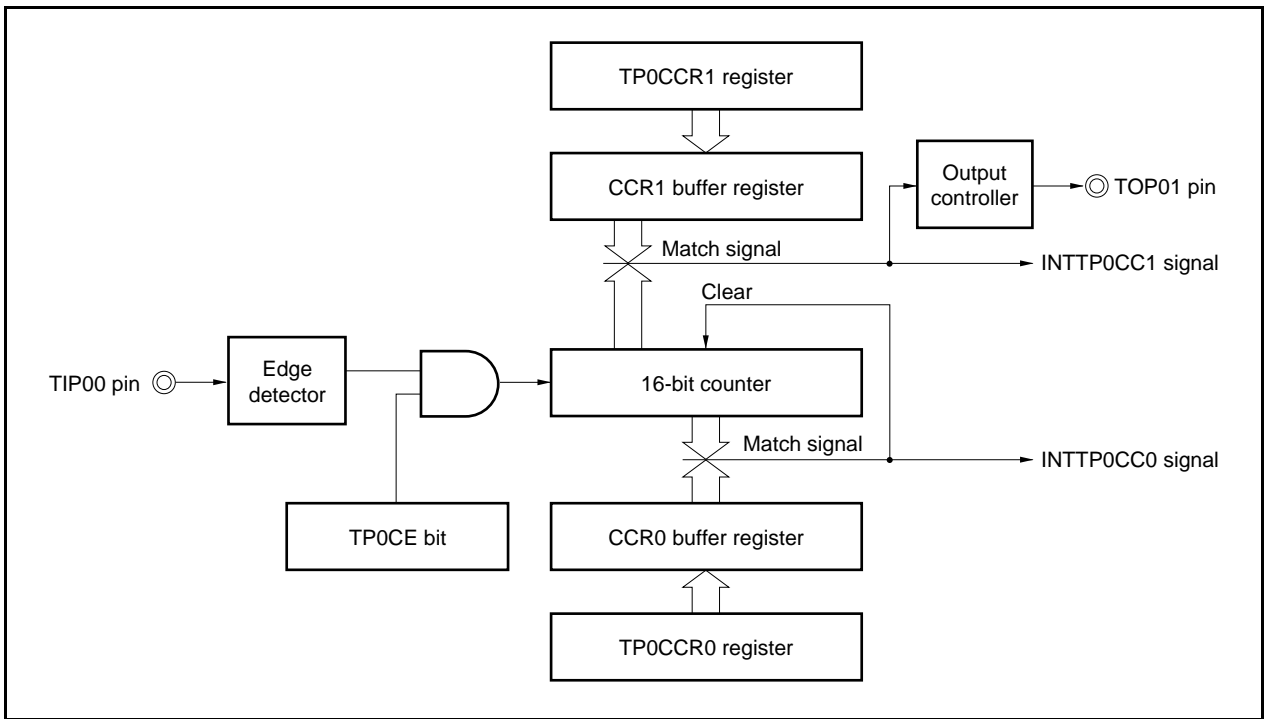 TP0CCR1 register
CCR1 buffer register
Output
controller
TOP01 pin
Match signal
INTTP0CC1 signal
Clear
TIP00 pin
Edge
detector
16-bit counter
Match signal
INTTP0CC0 signal
TP0CE bit
CCR0 buffer register
TP0CCR0 register